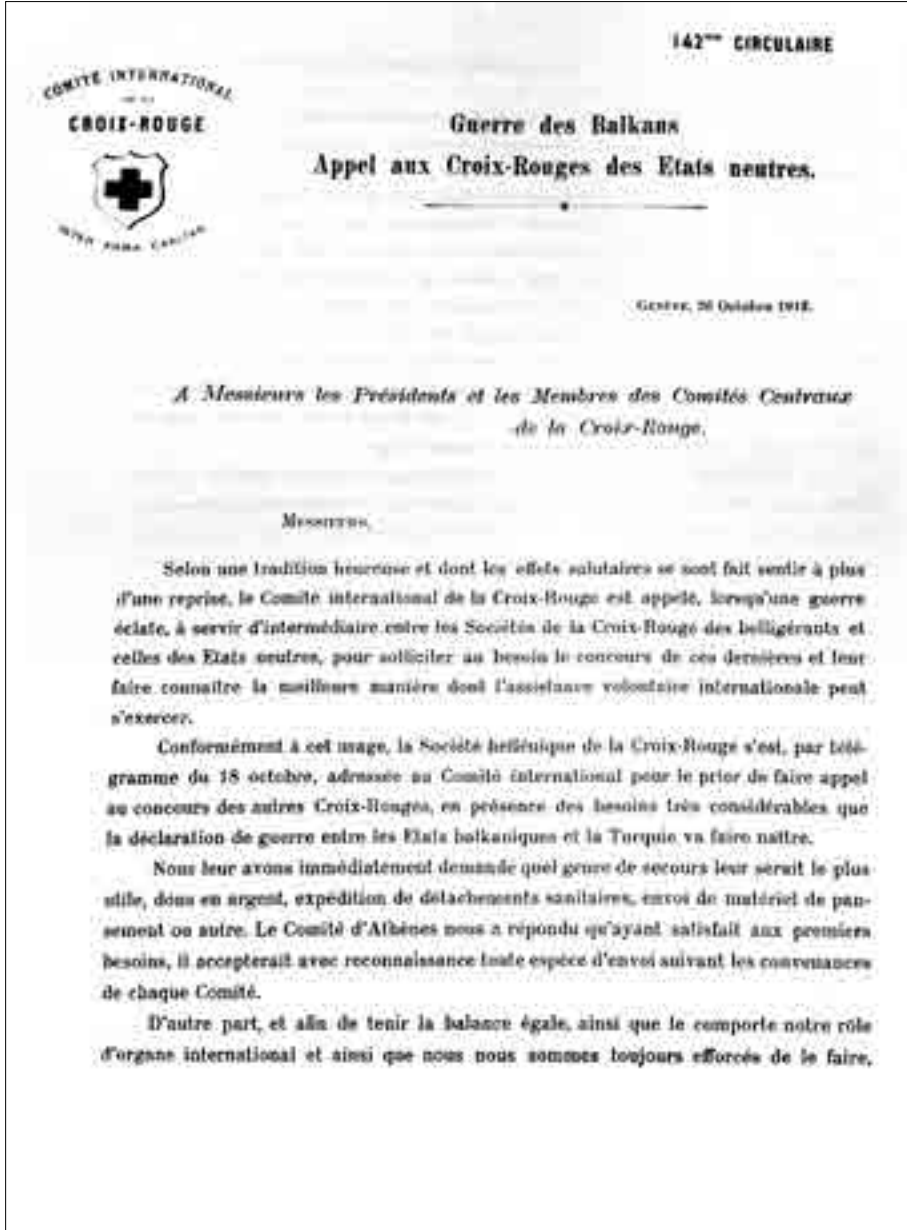 142me CIRCULAIRE
COMITÉ INTERNATIONAL
DE LA
CROIX-ROUGE
INTER ARMA CARITAS
Guerre des Balkans
Appel aux Croix-Rouges des Etats neutres.
Genève, 26 Octobre 1912.
A Messieurs les Présidents et les Membres des Comités Centraux
de la Croix-Rouge.
Messieurs,
Selon une tradition heureuse et dont les effets salutaires se sont fait sentir à plus
d'une reprise, le Comité international de la Croix-Rouge est appelé, lorsqu'une guerre
éclate, à servir d'intermédiaire entre les Sociétés de la Croix-Rouge des belligérants et
celles des Etats neutres, pour solliciter au besoin le concours de ces dernières et leur
faire connaître la meilleure manière dont l'assistance volontaire internationale peut
s'exercer.
Conformément à cet usage, la Société hellénique de la Croix-Rouge s'est, par télé-
gramme du 18 octobre, adressée au Comité international pour le prier de faire appel
au concours des autres Croix-Rouges, en présence des besoins très considérables que
la déclaration de guerre entre les Etats balkaniques et la Turquie va faire naître.
Nous leur avons immédiatement demandé quel genre de secours leur serait le plus
utile, dons en argent, expédition de détachements sanitaires, envoi de matériel de pan-
sement ou autre. Le Comité d'Athènes nous a répondu qu'ayant satisfait aux premiers
besoins, il accepterait avec reconnaissance toute espèce d'envoi suivant les convenances
de chaque Comité.
D'autre part, et afin de tenir la balance égale, ainsi que le comporte notre rôle
d'organe international et ainsi que nous nous sommes toujours efforcés de le faire,